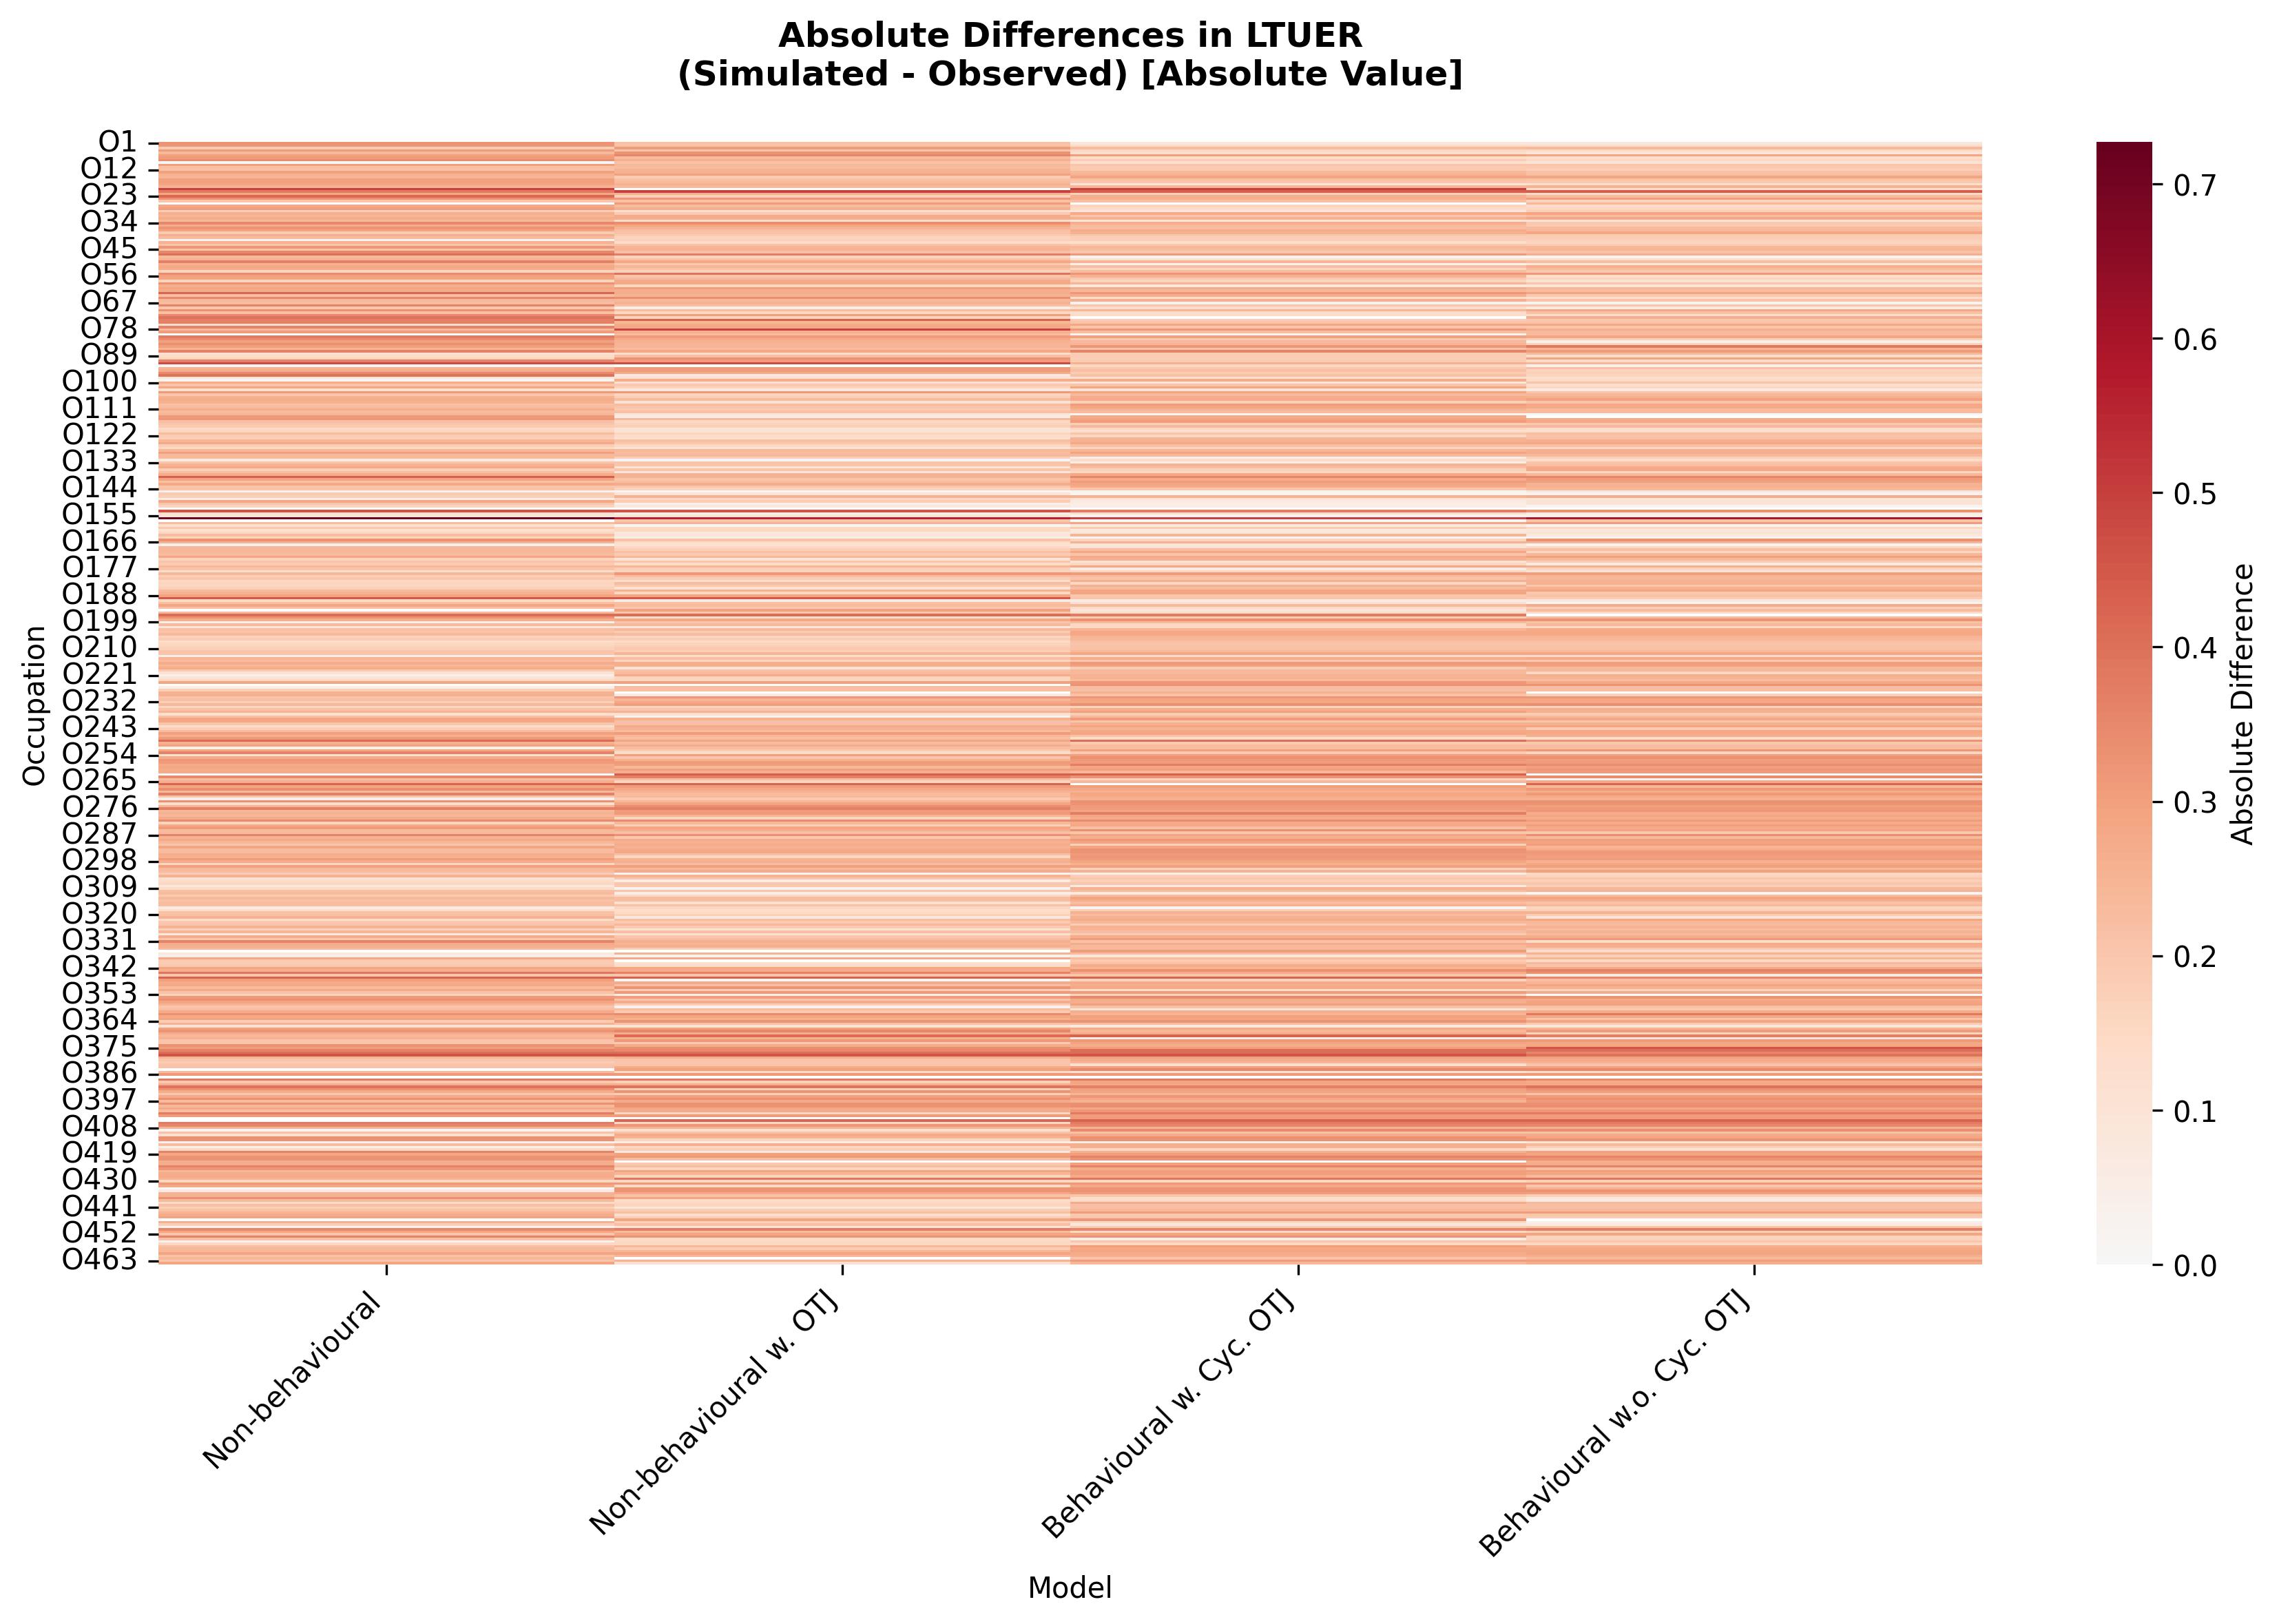 Absolute Differences in LTUER
(Simulated - Observed) [Absolute Value]
Occupation
O1
O12
O23
O34
O45
O56
O67
O78
O89
O100
O111
O122
O133
O144
O155
O166
O177
O188
O199
O210
O221
O232
O243
O254
O265
O276
O287
O298
O309
O320
O331
O342
O353
O364
O375
O386
O397
O408
O419
O430
O441
O452
O463
Non-behavioural
Non-behavioural w. OTJ
Behavioural w. Cyc. OTJ
Behavioural w.o. Cyc. OTJ
Model
0.7
0.6
0.5
0.4
0.3
0.2
0.1
0.0
Absolute Difference